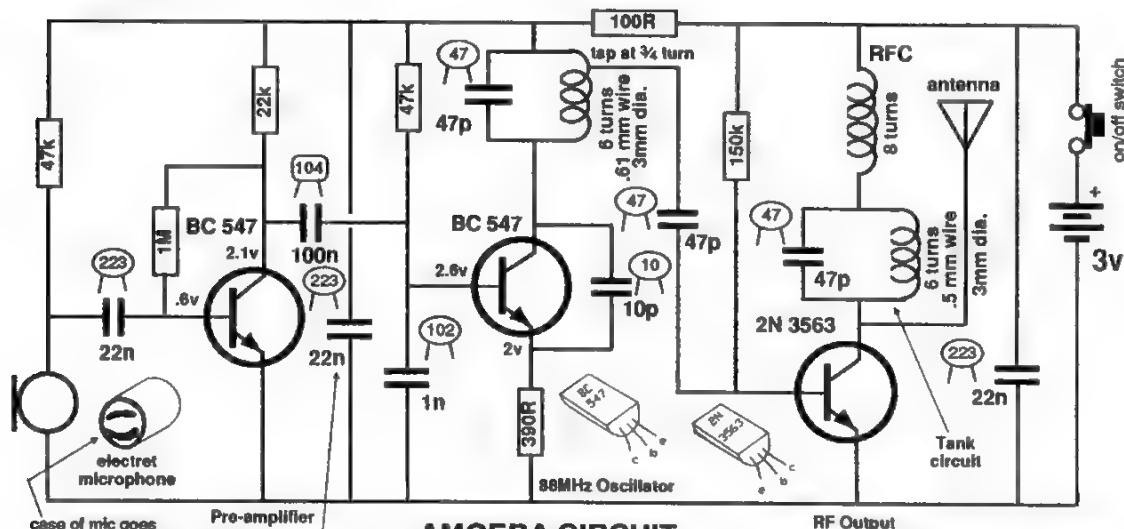 100R
tap at ¾ turn
47
47p
6 turns
.61 mm wire
3mm dia.
RFC
8 turns
antenna
on/off switch
+
3v
47k
22k
47k
150k
1M
BC 547
2.1v
.6v
104
100n
223
22n
223
22n
102
1n
BC 547
2.6v
2v
10
10p
390R
47
47p
47
47p
6 turns
.5 mm wire
3mm dia.
2N 3563
223
22n
Tank
circuit
electret
microphone
BC
547
c b e
2N
3563
e b c
88MHz Oscillator
case of mic goes
Pre-amplifier
AMOEBA CIRCUIT
RF Output